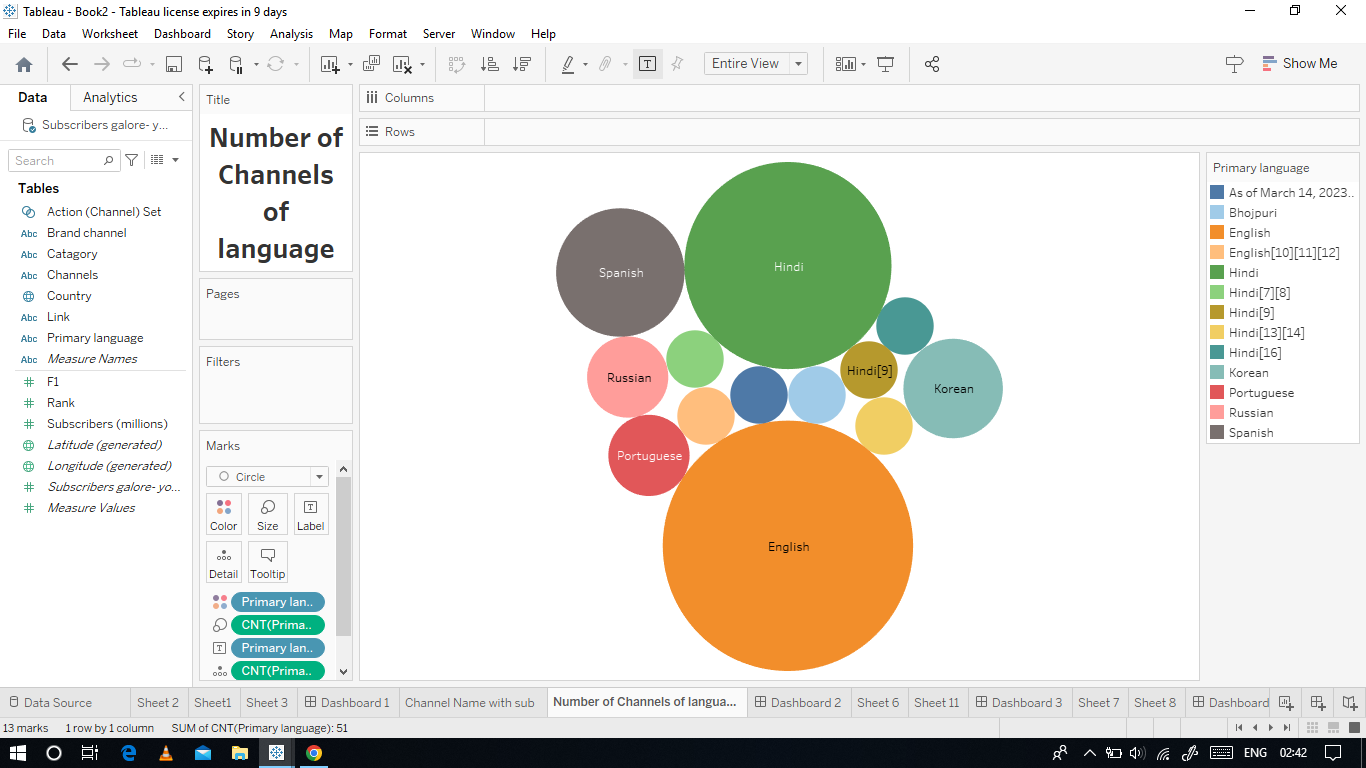 Tableau - Book2 - Tableau license expires in 9 days
File Data Worksheet Dashboard Story Analysis Map Format Server Window Help
Entire View
Show Me
Data Analytics
Subscribers galore- y...
Search
Tables
Action (Channel) Set
Abc Brand channel
Abc Catagory
Abc Channels
Country
Abc Link
Abc Primary language
Abc Measure Names
F1
Rank
Subscribers (millions)
Latitude (generated)
Longitude (generated)
Subscribers galore- yo...
Measure Values
Title
Number of
Channels
of
language
Pages
Filters
Marks
Circle
Color Size Label
Detail Tooltip
Primary lan..
CNT(Prima..
Primary lan..
CNT(Prima..
Columns
Rows
Spanish
Hindi
Russian
Hindi[9]
Korean
Portuguese
English
Primary language
As of March 14, 2023..
Bhojpuri
English
English[10][11][12]
Hindi
Hindi[7][8]
Hindi[9]
Hindi[13][14]
Hindi[16]
Korean
Portuguese
Russian
Spanish
Data Source Sheet 2 Sheet1 Sheet 3 Dashboard 1 Channel Name with sub Number of Channels of langua... Dashboard 2 Sheet 6 Sheet 11 Dashboard 3 Sheet 7 Sheet 8 Dashboard
13 marks 1 row by 1 column SUM of CNT(Primary language): 51
ENG 02:42